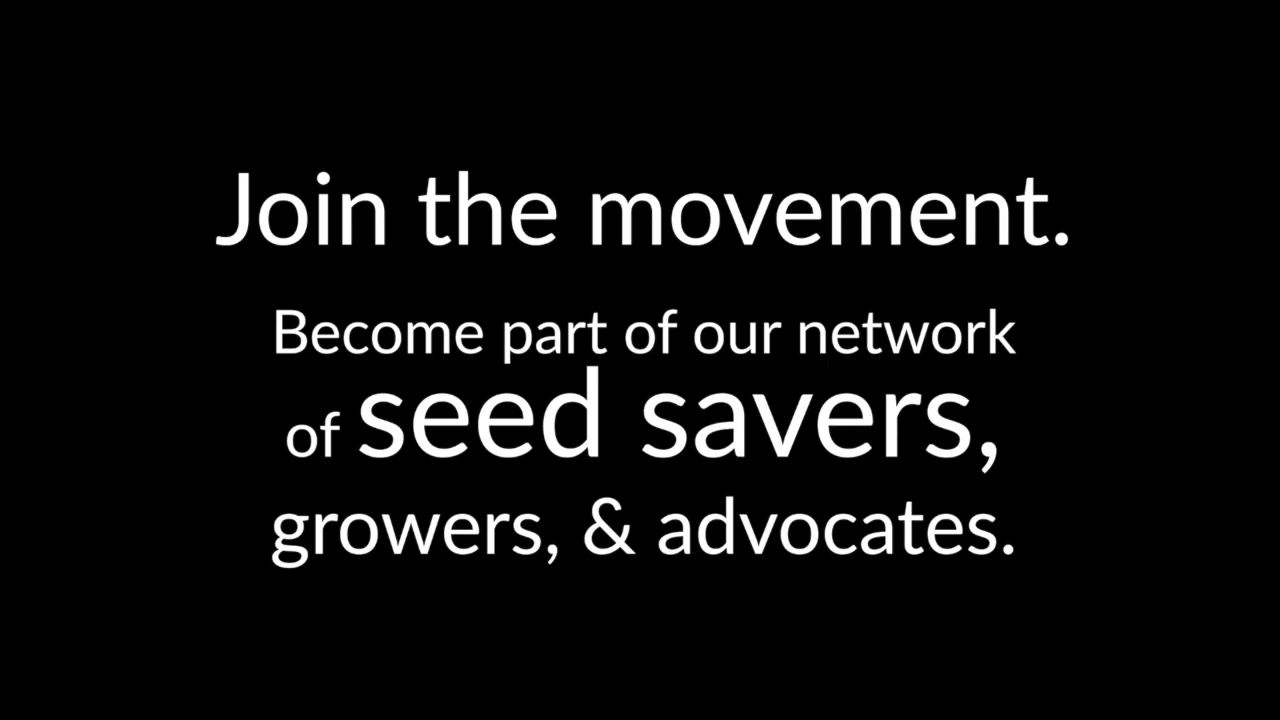 Join the movement.
Become part of our network
of seed savers,
growers, & advocates.